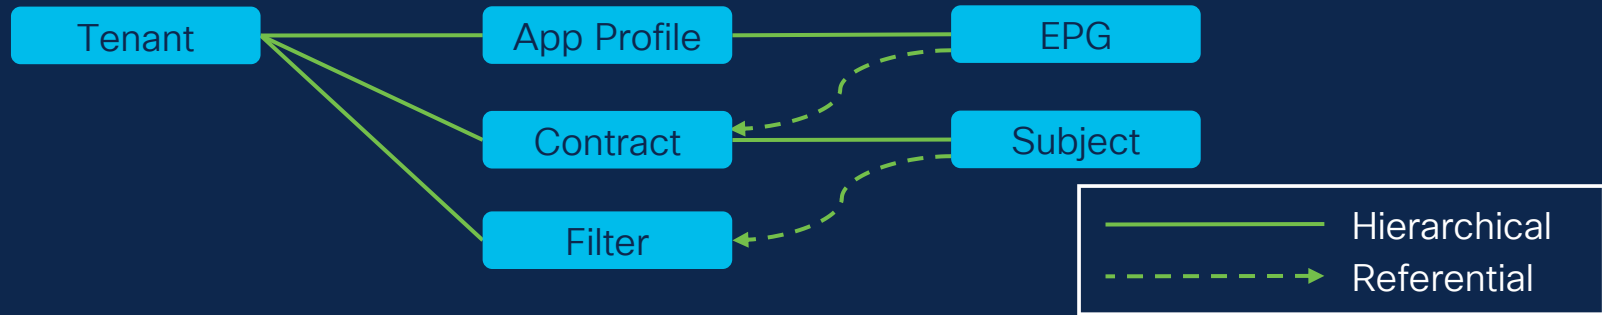 Tenant
App Profile
EPG
Contract
Subject
Filter
Hierarchical
Referential